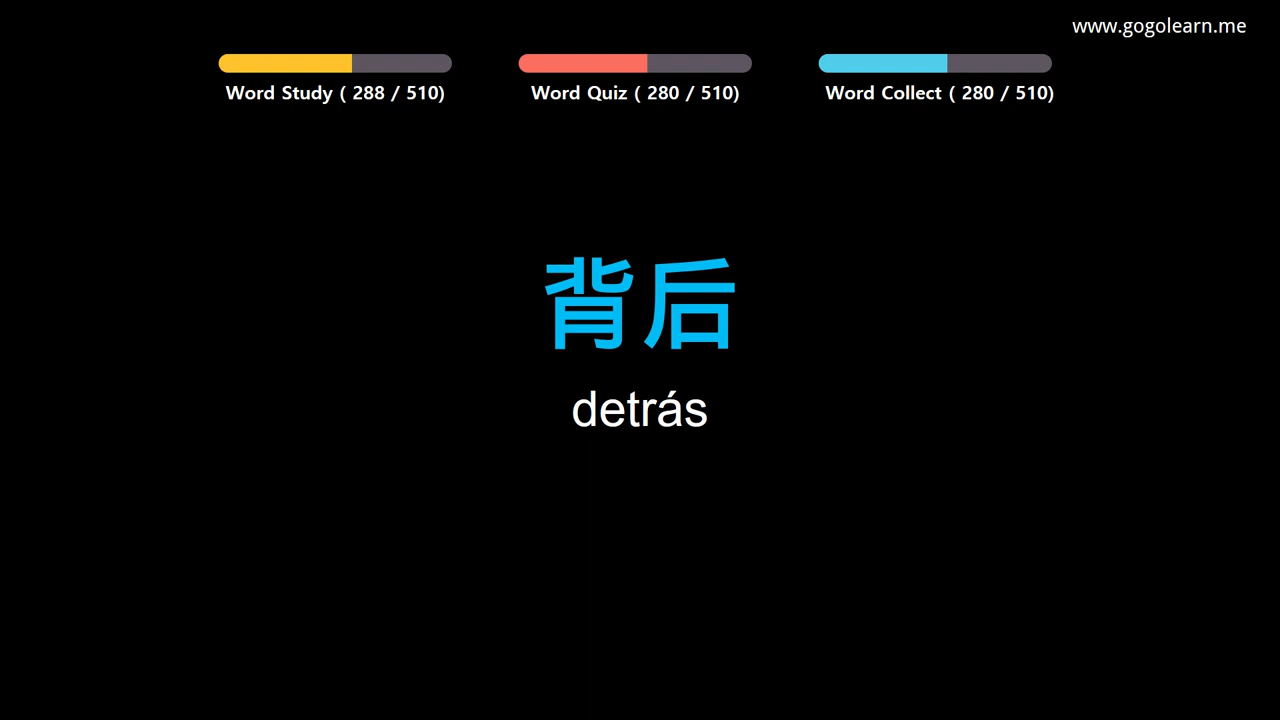 www.gogolearn.me
Word Study ( 288 / 510)
Word Quiz ( 280 / 510)
Word Collect ( 280 / 510)
背后
detrás